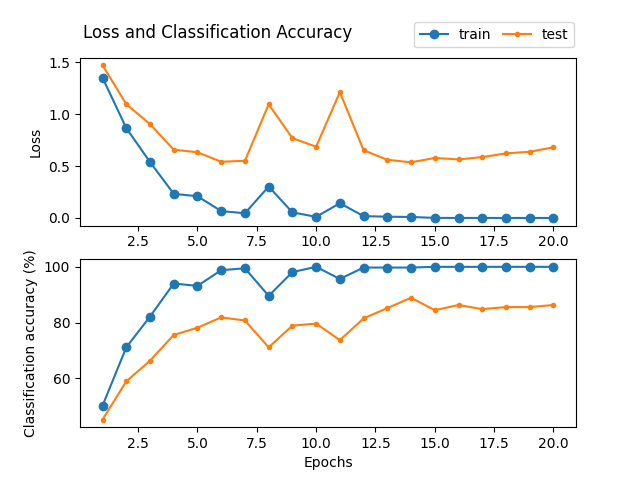 Loss and Classification Accuracy
train test
1.5
1.0
0.5
0.0
Loss
2.5 5.0 7.5 10.0 12.5 15.0 17.5 20.0
100
80
60
Classification accuracy (%)
2.5 5.0 7.5 10.0 12.5 15.0 17.5 20.0
Epochs